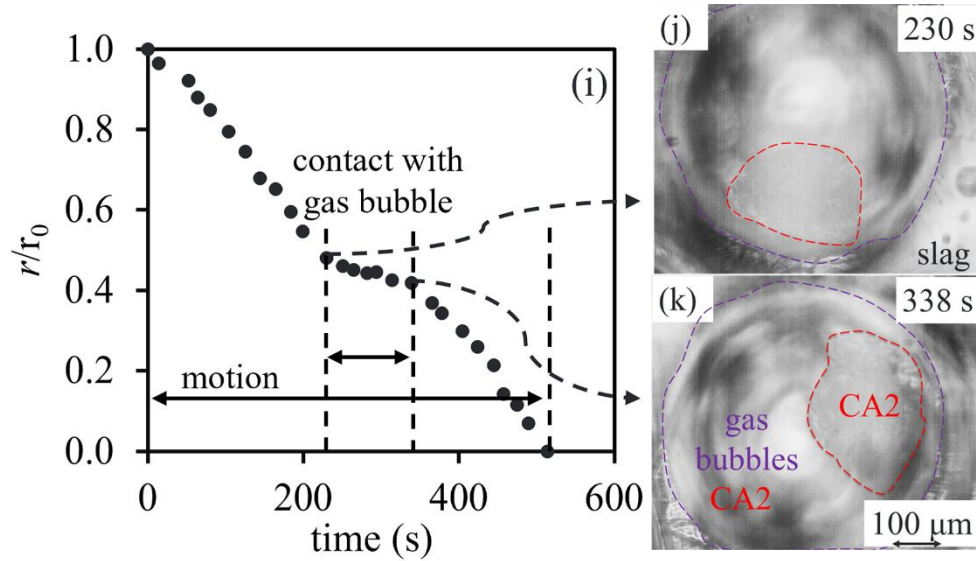 (i)
1.0
0.8
0.6
0.4
0.2
0.0
r/r₀
contact with
gas bubble
motion
0 200 400 600
time (s)
(j)
230 s
slag
(k)
338 s
CA2
gas
bubbles
CA2
100 μm